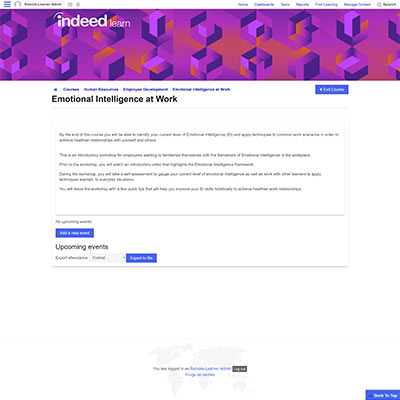 Remote-Learner Admin
Home Dashboards Team Reports Find Learning Manage Content Search
indeed learn
Courses Human Resources Employee Development Emotional Intelligence at Work
Exit Course
Emotional Intelligence at Work
By the end of this course you will be able to identify your current level of Emotional Intelligence (EI) and apply techniques to common work scenarios in order to
achieve healthier relationships with yourself and others.
This is an introductory workshop for employees wanting to familiarize themselves with the framework of Emotional Intelligence in the workplace.
Prior to the workshop, you will watch an introductory video that highlights the Emotional Intelligence framework.
During the workshop, you will take a self-assessment to gauge your current level of emotional intelligence as well as work with other learners to apply
techniques learned, to everyday situations.
You will leave the workshop with a few quick tips that will help you improve your EI skills holistically to achieve healthier work relationships.
No upcoming events
Add a new event
Upcoming events
Export attendance Format Export to file
You are logged in as Remote-Learner Admin Log out
Purge all caches
Back To Top